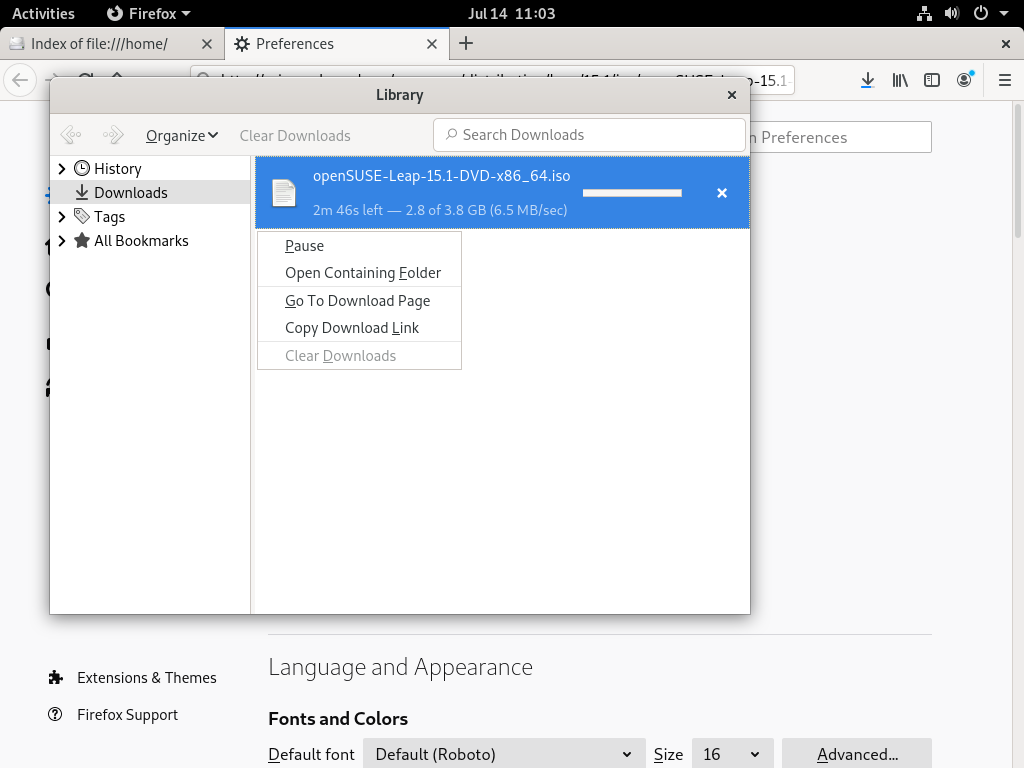 Activities
Firefox
Jul 14 11:03
Index of file:///home/
Preferences
-15.1-
Library
Organize
Clear Downloads
Search Downloads
Preferences
History
Downloads
Tags
All Bookmarks
openSUSE-Leap-15.1-DVD-x86_64.iso
2m 46s left — 2.8 of 3.8 GB (6.5 MB/sec)
Pause
Open Containing Folder
Go To Download Page
Copy Download Link
Clear Downloads
Extensions & Themes
Firefox Support
Language and Appearance
Fonts and Colors
Default font
Default (Roboto)
Size
16
Advanced...